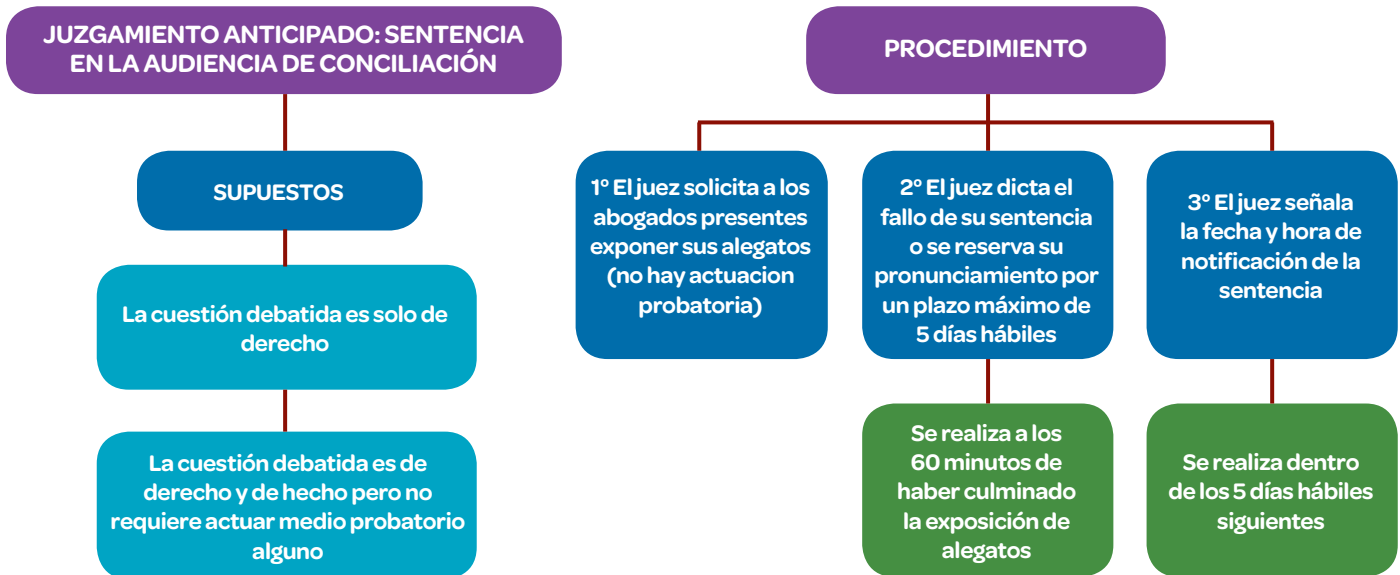 JUZGAMIENTO ANTICIPADO: SENTENCIA
EN LA AUDIENCIA DE CONCILIACIÓN
SUPUESTOS
La cuestión debatida es solo de
derecho
La cuestión debatida es de
derecho y de hecho pero no
requiere actuar medio probatorio
alguno
PROCEDIMIENTO
1º El juez solicita a los
abogados presentes
exponer sus alegatos
(no hay actuacion
probatoria)
2º El juez dicta el
fallo de su sentencia
o se reserva su
pronunciamiento por
un plazo máximo de
5 días hábiles
Se realiza a los
60 minutos de
haber culminado
la exposición de
alegatos
3º El juez señala
la fecha y hora de
notificación de la
sentencia
Se realiza dentro
de los 5 días hábiles
siguientes